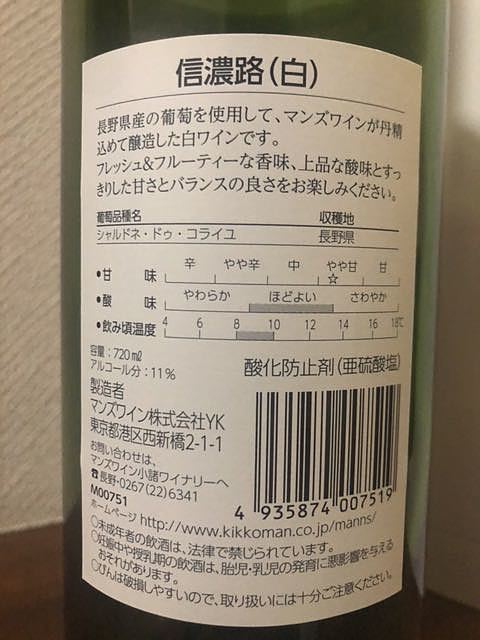 信濃路(白)
長野県産の葡萄を使用して、マンズワインが丹精
込めて醸造した白ワインです。
フレッシュ&フルーティーな香味、上品な酸味とすっ
きりした甘さとバランスの良さをお楽しみください。
葡萄品種名 収穫地
シャルドネ・ドゥ・コライユ 長野県
•甘味 辛 やや辛 中 やや甘 甘
☆
•酸味 やわらか ほどよい さわやか
•飲み頃温度 4 6 8 10 12 14 16 18℃
容量:720㎖
アルコール分:11%
酸化防止剤(亜硫酸塩)
製造者
マンズワイン株式会社YK
東京都港区西新橋2-1-1
お問い合わせは、
マンズワイン小諸ワイナリーへ
☎長野・0267(22)6341
M00751
4 935874 007519
ホームページ http://www.kikkoman.co.jp/manns/
○未成年者の飲酒は、法律で禁じられています。
○妊娠中や授乳期の飲酒は、胎児・乳児の発育に悪影響を与える
おそれがあります。
○びんは破損しやすいので、取り扱いには十分ご注意ください。